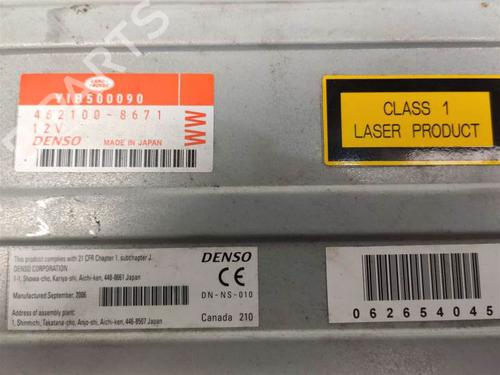 LAND ROVER
YIB500090
462100-8671
12V
DENSO MADE IN JAPAN
WW
CLASS 1
LASER PRODUCT
This product complies with 21 CFR Chapter 1, subchapter J.
DENSO CORPORATION
1-1, Showa-cho, Kariya-shi, Aichi-ken, 448-8661 Japan
Manufactured September, 2006
Address of assembly plant:
1, Shinmichi, Takatana-cho, Anjo-shi, Aichi-ken, 446-8507 Japan
DENSO
CE
DN-NS-010
Canada 210
062654045
PARTS